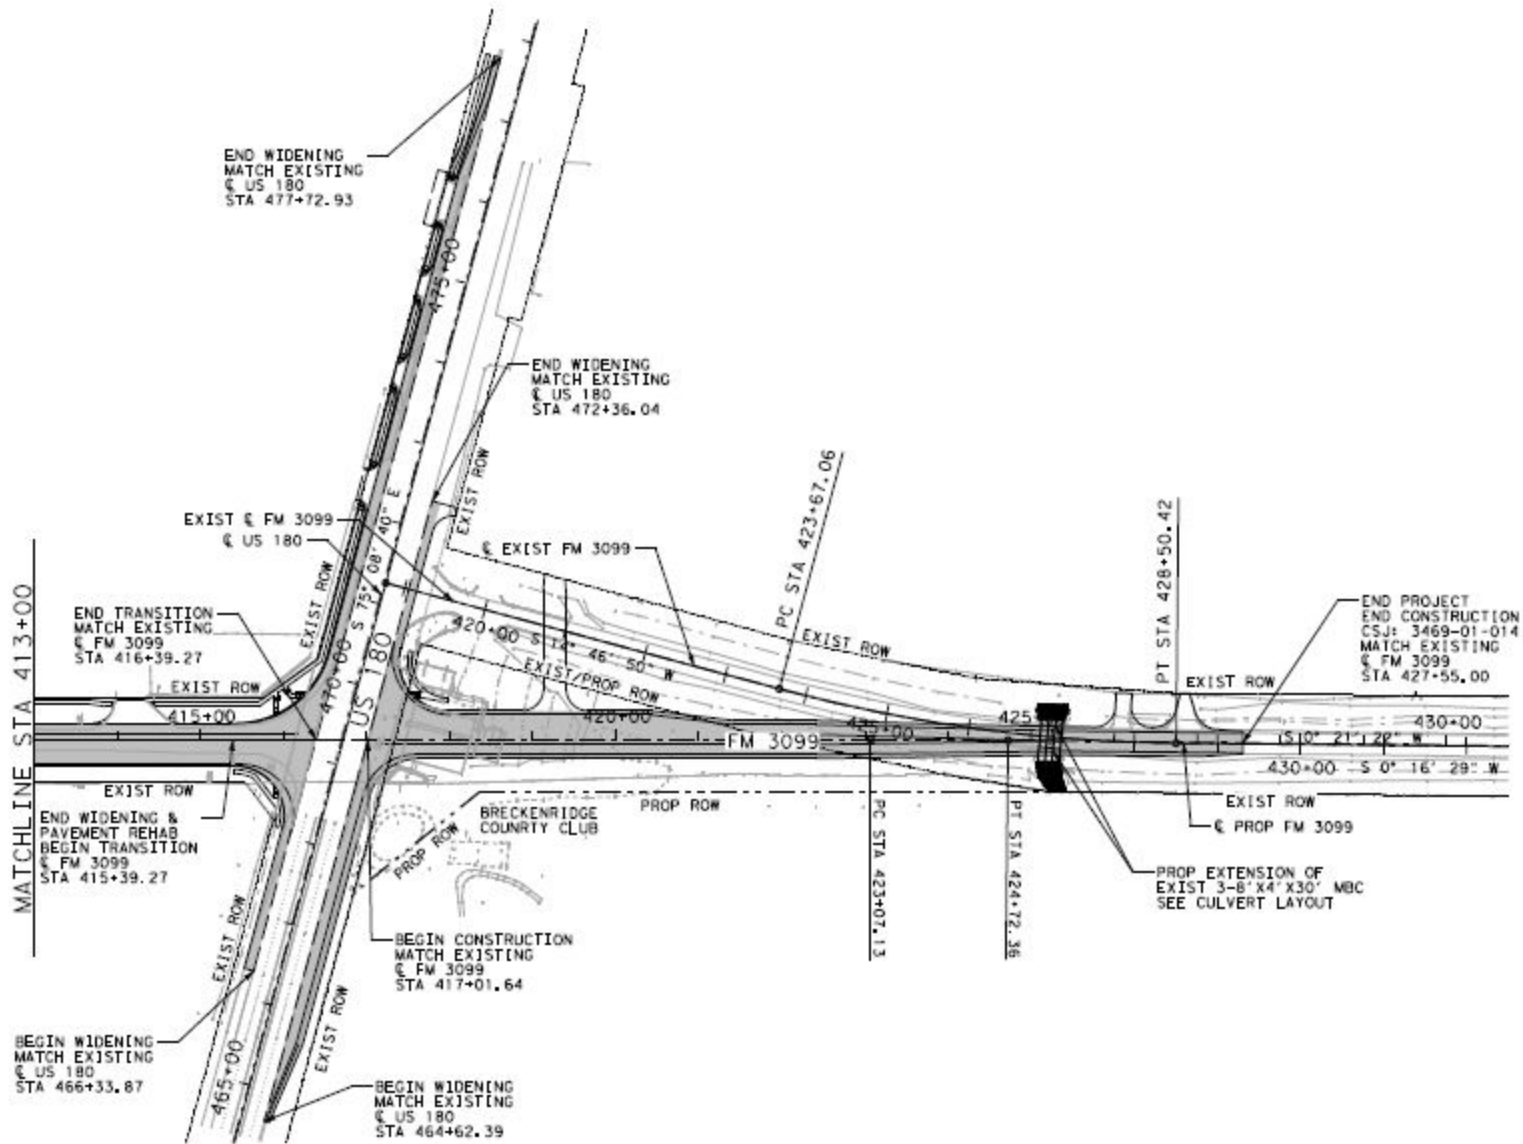 END WIDENING
MATCH EXISTING
℄ US 180
STA 477+72.93
475+00
END WIDENING
MATCH EXISTING
℄ US 180
STA 472+36.04
EXIST ROW
EXIST ℄ FM 3099
℄ US 180
℄ EXIST FM 3099
PC STA 423+67.06
PT STA 428+50.42
S 75° 08' 40" E
470+00
US 180
EXIST ROW
END TRANSITION
MATCH EXISTING
℄ FM 3099
STA 416+39.27
MATCHLINE STA 413+00
EXIST ROW
415+00
420+00 S 14° 46' 50" W
EXIST/PROP ROW
EXIST ROW
END PROJECT
END CONSTRUCTION
CSJ: 3469-01-014
MATCH EXISTING
℄ FM 3099
STA 427+55.00
EXIST ROW
420+00
425+00
425
430+00
FM 3099
S 0° 21' 22" W
430+00 S 0° 16' 29" W
EXIST ROW
EXIST ROW
℄ PROP FM 3099
END WIDENING &
PAVEMENT REHAB
BEGIN TRANSITION
℄ FM 3099
STA 415+39.27
BRECKENRIDGE
COUNRTY CLUB
PROP ROW
PROP ROW
PC STA 423+07.13
PT STA 424+72.36
PROP EXTENSION OF
EXIST 3-8'X4'X30' MBC
SEE CULVERT LAYOUT
BEGIN CONSTRUCTION
MATCH EXISTING
℄ FM 3099
STA 417+01.64
EXIST ROW
EXIST ROW
BEGIN WIDENING
MATCH EXISTING
℄ US 180
STA 466+33.87
465+00
BEGIN WIDENING
MATCH EXISTING
℄ US 180
STA 464+62.39